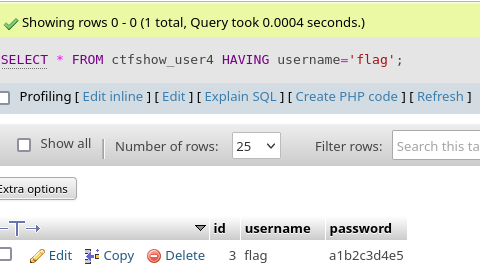 Showing rows 0 - 0 (1 total, Query took 0.0004 seconds.)
SELECT * FROM ctfshow_user4 HAVING username='flag';
Profiling [ Edit inline ] [ Edit ] [ Explain SQL ] [ Create PHP code ] [ Refresh ]
Show all Number of rows: 25 Filter rows: Search this ta
Extra options
id username password
Edit Copy Delete 3 flag a1b2c3d4e5